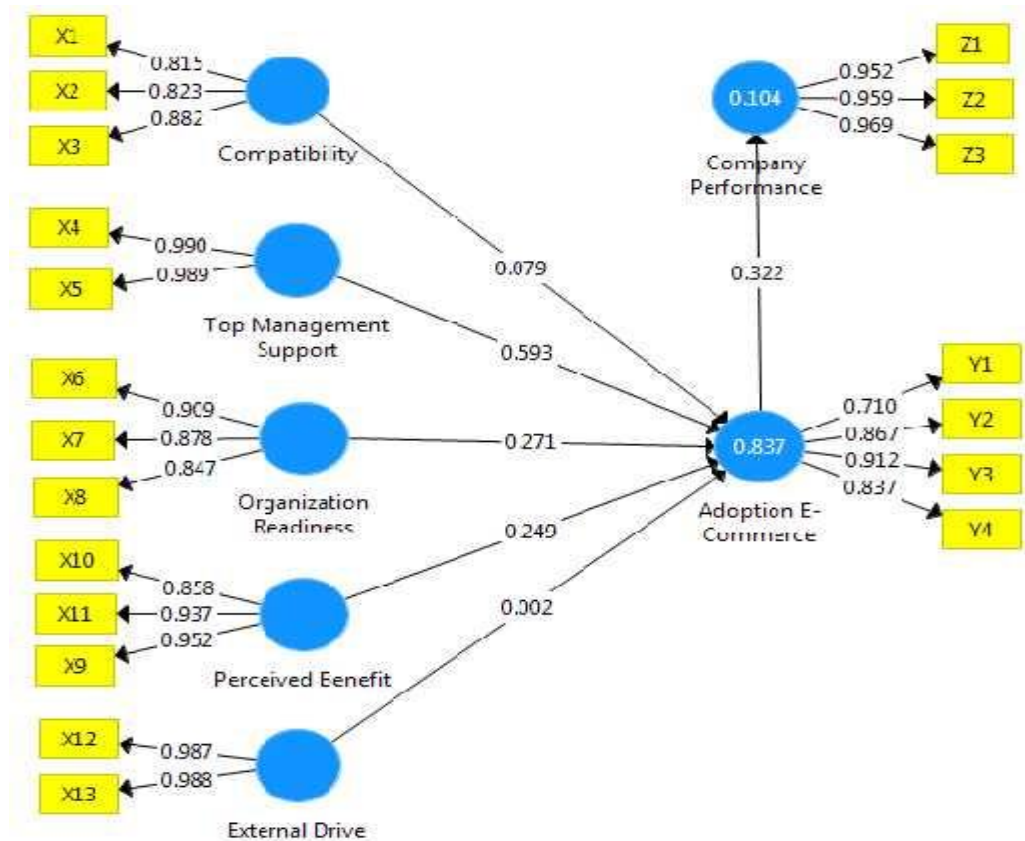 X1
0.815
X2
0.823
X3
0.882
Compatibility
X4
0.990
X5
0.989
Top Management
Support
X6
0.909
X7
0.878
X8
0.847
Organization
Readiness
X10
0.858
X11
0.937
X9
0.952
Perceived Benefit
X12
0.987
X13
0.988
External Drive
0.079
0.593
0.271
0.249
0.002
Z1
0.952
0.104
0.959
Z2
0.969
Z3
Company
Performance
0.322
Y1
0.710
Y2
0.867
0.837
0.912
Y3
0.837
Y4
Adoption E-
Commerce